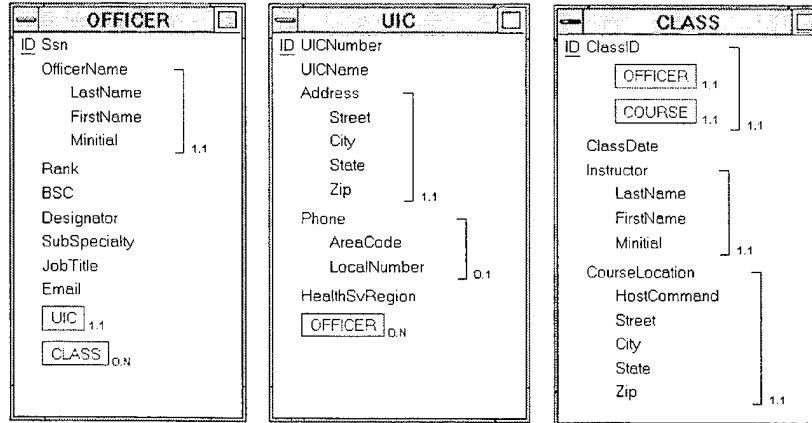 OFFICER
ID Ssn
OfficerName
LastName
FirstName
Minitial
1.1
Rank
BSC
Designator
SubSpecialty
JobTitle
Email
UIC 1.1
CLASS 0.N
UIC
ID UICNumber
UICName
Address
Street
City
State
Zip
1.1
Phone
AreaCode
LocalNumber
0.1
HealthSvRegion
OFFICER 0.N
CLASS
ID ClassID
OFFICER 1.1
COURSE 1.1
1.1
ClassDate
Instructor
LastName
FirstName
Minitial
1.1
CourseLocation
HostCommand
Street
City
State
Zip
1.1